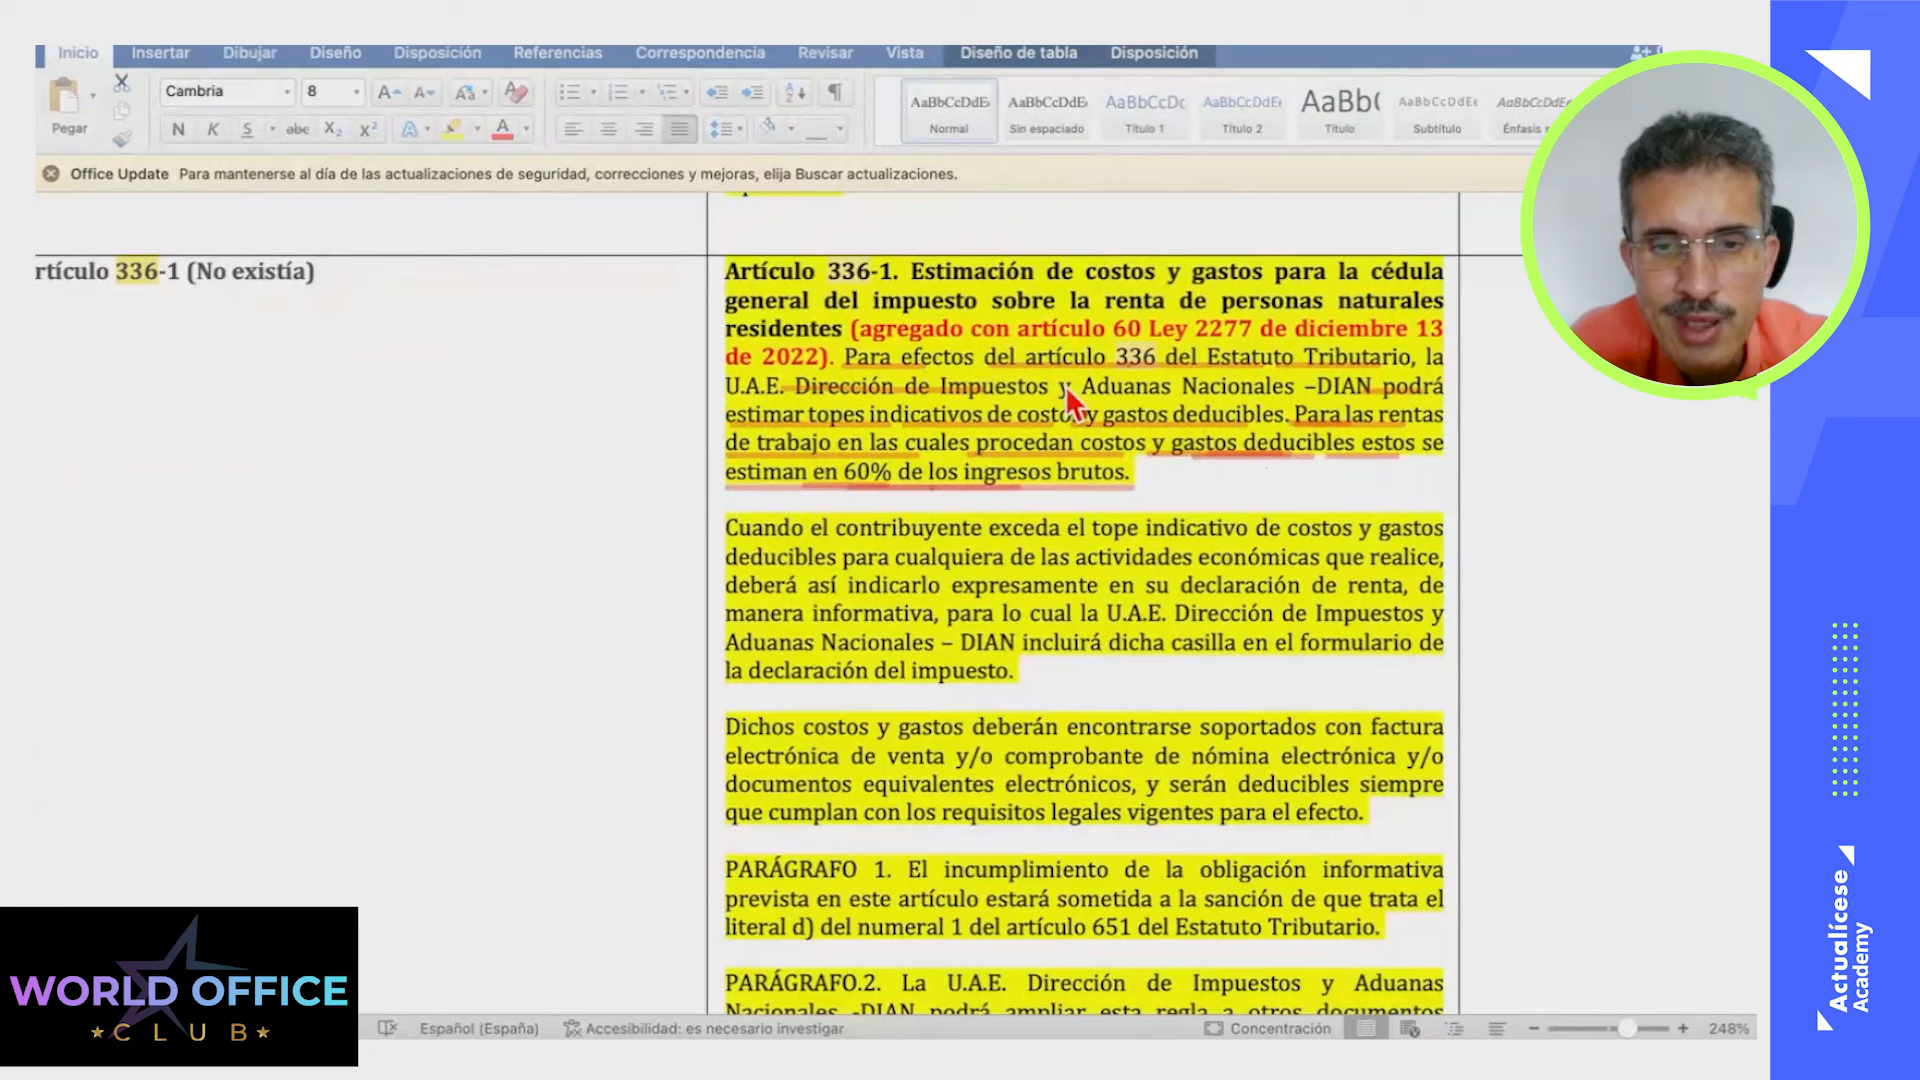 Inicio Insertar Dibujar Diseño Disposición Referencias Correspondencia Revisar Vista Diseño de tabla Disposición
Pegar
Cambria 8
N K S abc X₂ X²
AaBbCcDdE Normal
AaBbCcDdE Sin espaciado
AaBbCcDc Título 1
AaBbCcDdE Título 2
AaBb( Título
AaBbCcDdE Subtítulo
AaBbCcDdE Énfasis
Office Update Para mantenerse al día de las actualizaciones de seguridad, correcciones y mejoras, elija Buscar actualizaciones.
rtículo 336-1 (No existía)
Artículo 336-1. Estimación de costos y gastos para la cédula
general del impuesto sobre la renta de personas naturales
residentes (agregado con artículo 60 Ley 2277 de diciembre 13
de 2022). Para efectos del artículo 336 del Estatuto Tributario, la
U.A.E. Dirección de Impuestos y Aduanas Nacionales –DIAN podrá
estimar topes indicativos de costo y gastos deducibles. Para las rentas
de trabajo en las cuales procedan costos y gastos deducibles estos se
estiman en 60% de los ingresos brutos.
Cuando el contribuyente exceda el tope indicativo de costos y gastos
deducibles para cualquiera de las actividades económicas que realice,
deberá así indicarlo expresamente en su declaración de renta, de
manera informativa, para lo cual la U.A.E. Dirección de Impuestos y
Aduanas Nacionales – DIAN incluirá dicha casilla en el formulario de
la declaración del impuesto.
Dichos costos y gastos deberán encontrarse soportados con factura
electrónica de venta y/o comprobante de nómina electrónica y/o
documentos equivalentes electrónicos, y serán deducibles siempre
que cumplan con los requisitos legales vigentes para el efecto.
PARÁGRAFO 1. El incumplimiento de la obligación informativa
prevista en este artículo estará sometida a la sanción de que trata el
literal d) del numeral 1 del artículo 651 del Estatuto Tributario.
PARÁGRAFO.2. La U.A.E. Dirección de Impuestos y Aduanas
Nacionales -DIAN podrá ampliar esta regla a otros documentos
Español (España) Accesibilidad: es necesario investigar Concentración 248%
WORLD OFFICE
CLUB
Actualícese
Academy